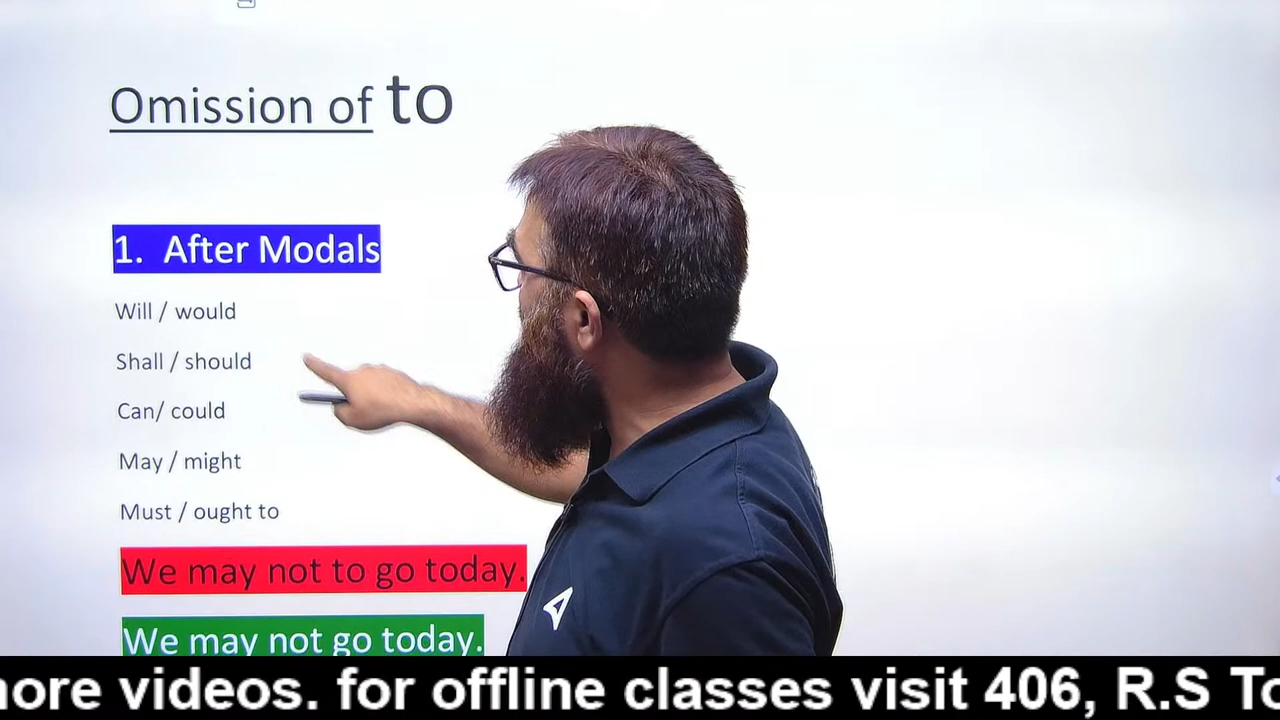 Omission of to
1. After Modals
Will / would
Shall / should
Can/ could
May / might
Must / ought to
We may not to go today.
We may not go today.
more videos. for offline classes visit 406, R.S